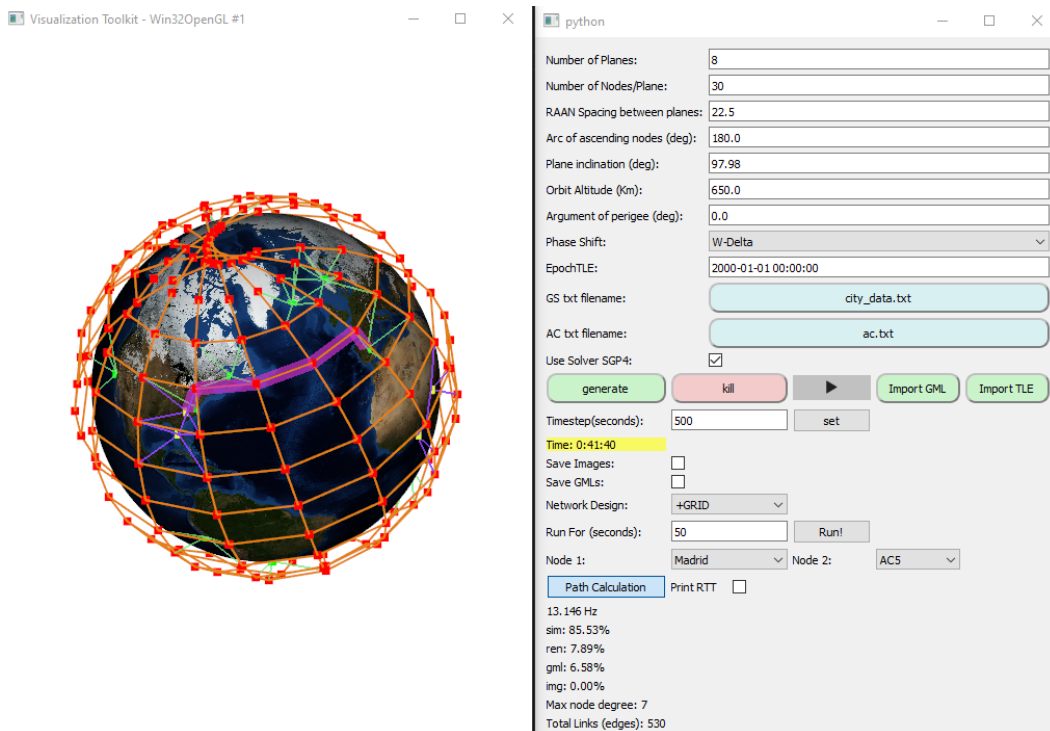 Visualization Toolkit - Win32OpenGL #1
python
Number of Planes: 8
Number of Nodes/Plane: 30
RAAN Spacing between planes: 22.5
Arc of ascending nodes (deg): 180.0
Plane inclination (deg): 97.98
Orbit Altitude (Km): 650.0
Argument of perigee (deg): 0.0
Phase Shift: W-Delta
EpochTLE: 2000-01-01 00:00:00
GS txt filename: city_data.txt
AC txt filename: ac.txt
Use Solver SGP4:
generate kill Import GML Import TLE
Timestep(seconds): 500 set
Time: 0:41:40
Save Images:
Save GMLs:
Network Design: +GRID
Run For (seconds): 50 Run!
Node 1: Madrid Node 2: AC5
Path Calculation Print RTT
13.146 Hz
sim: 85.53%
ren: 7.89%
gml: 6.58%
img: 0.00%
Max node degree: 7
Total Links (edges): 530